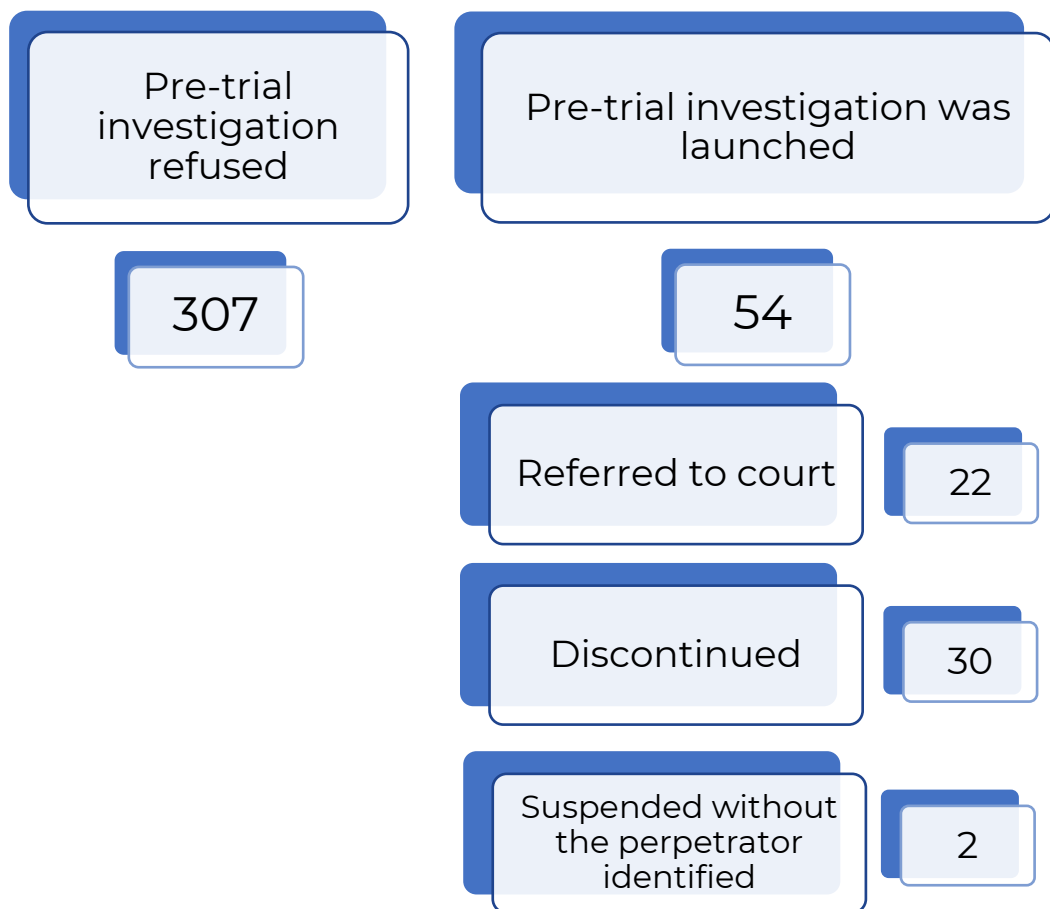 Pre-trial
investigation
refused
307
Pre-trial investigation was
launched
54
Referred to court
22
Discontinued
30
Suspended without
the perpetrator
identified
2